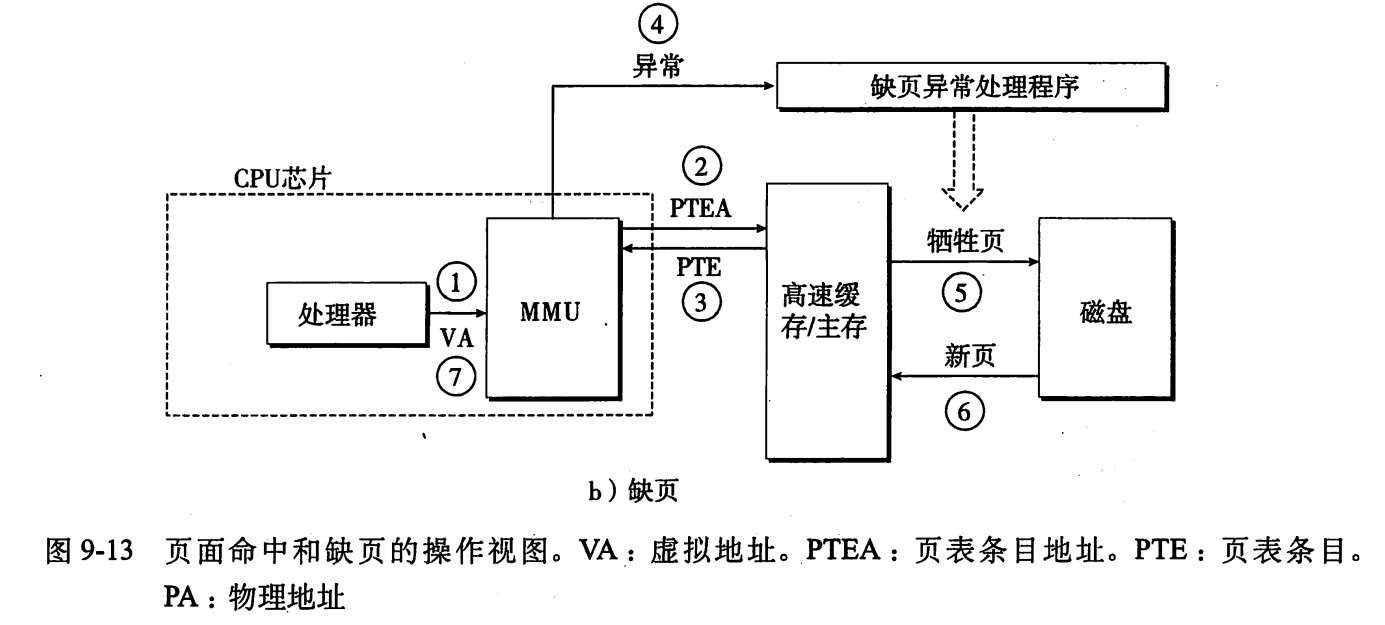 ④
异常
缺页异常处理程序
CPU芯片
②
PTEA
PTE
③
处理器
①
VA
⑦
MMU
高速缓
存/主存
牺牲页
⑤
新页
⑥
磁盘
b)缺页
图 9-13 页面命中和缺页的操作视图。VA:虚拟地址。PTEA:页表条目地址。PTE:页表条目。
PA:物理地址